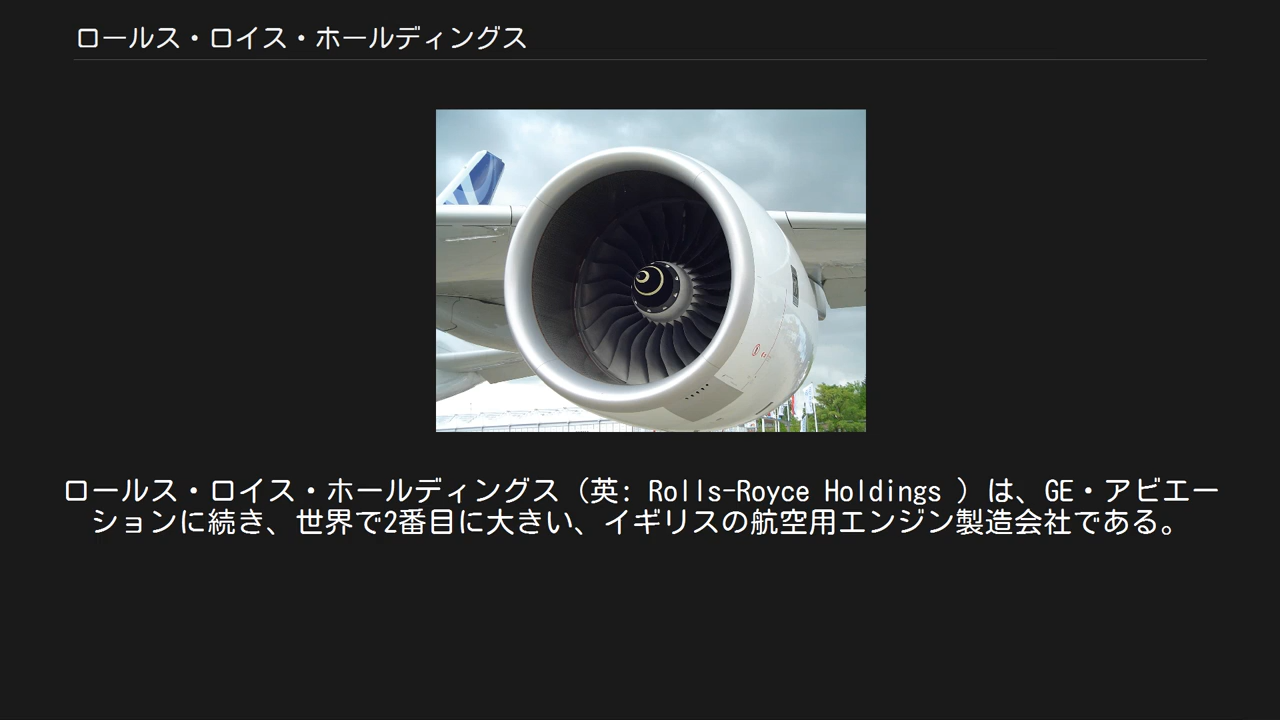 ロールス・ロイス・ホールディングス
ロールス・ロイス・ホールディングス（英: Rolls-Royce Holdings ）は、GE・アビエー
ションに続き、世界で2番目に大きい、イギリスの航空用エンジン製造会社である。